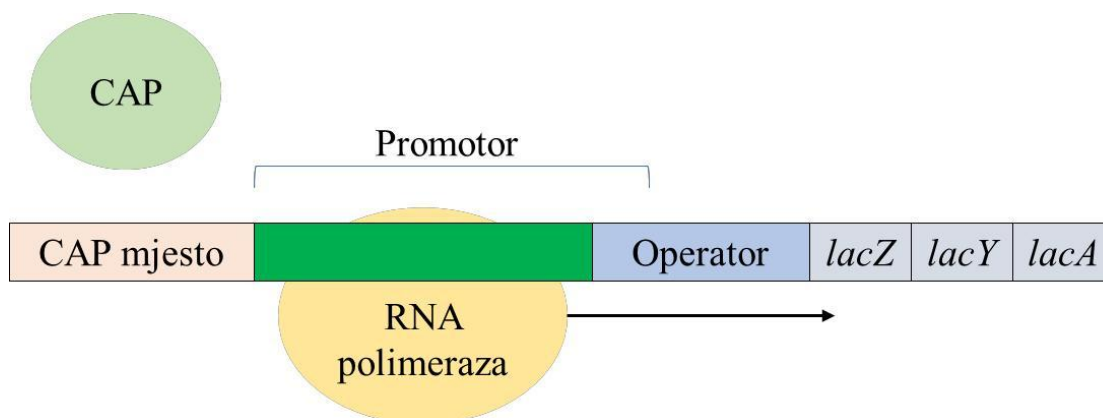 CAP
Promotor
CAP mjesto
Operator
lacZ
lacY
lacA
RNA
polimeraza